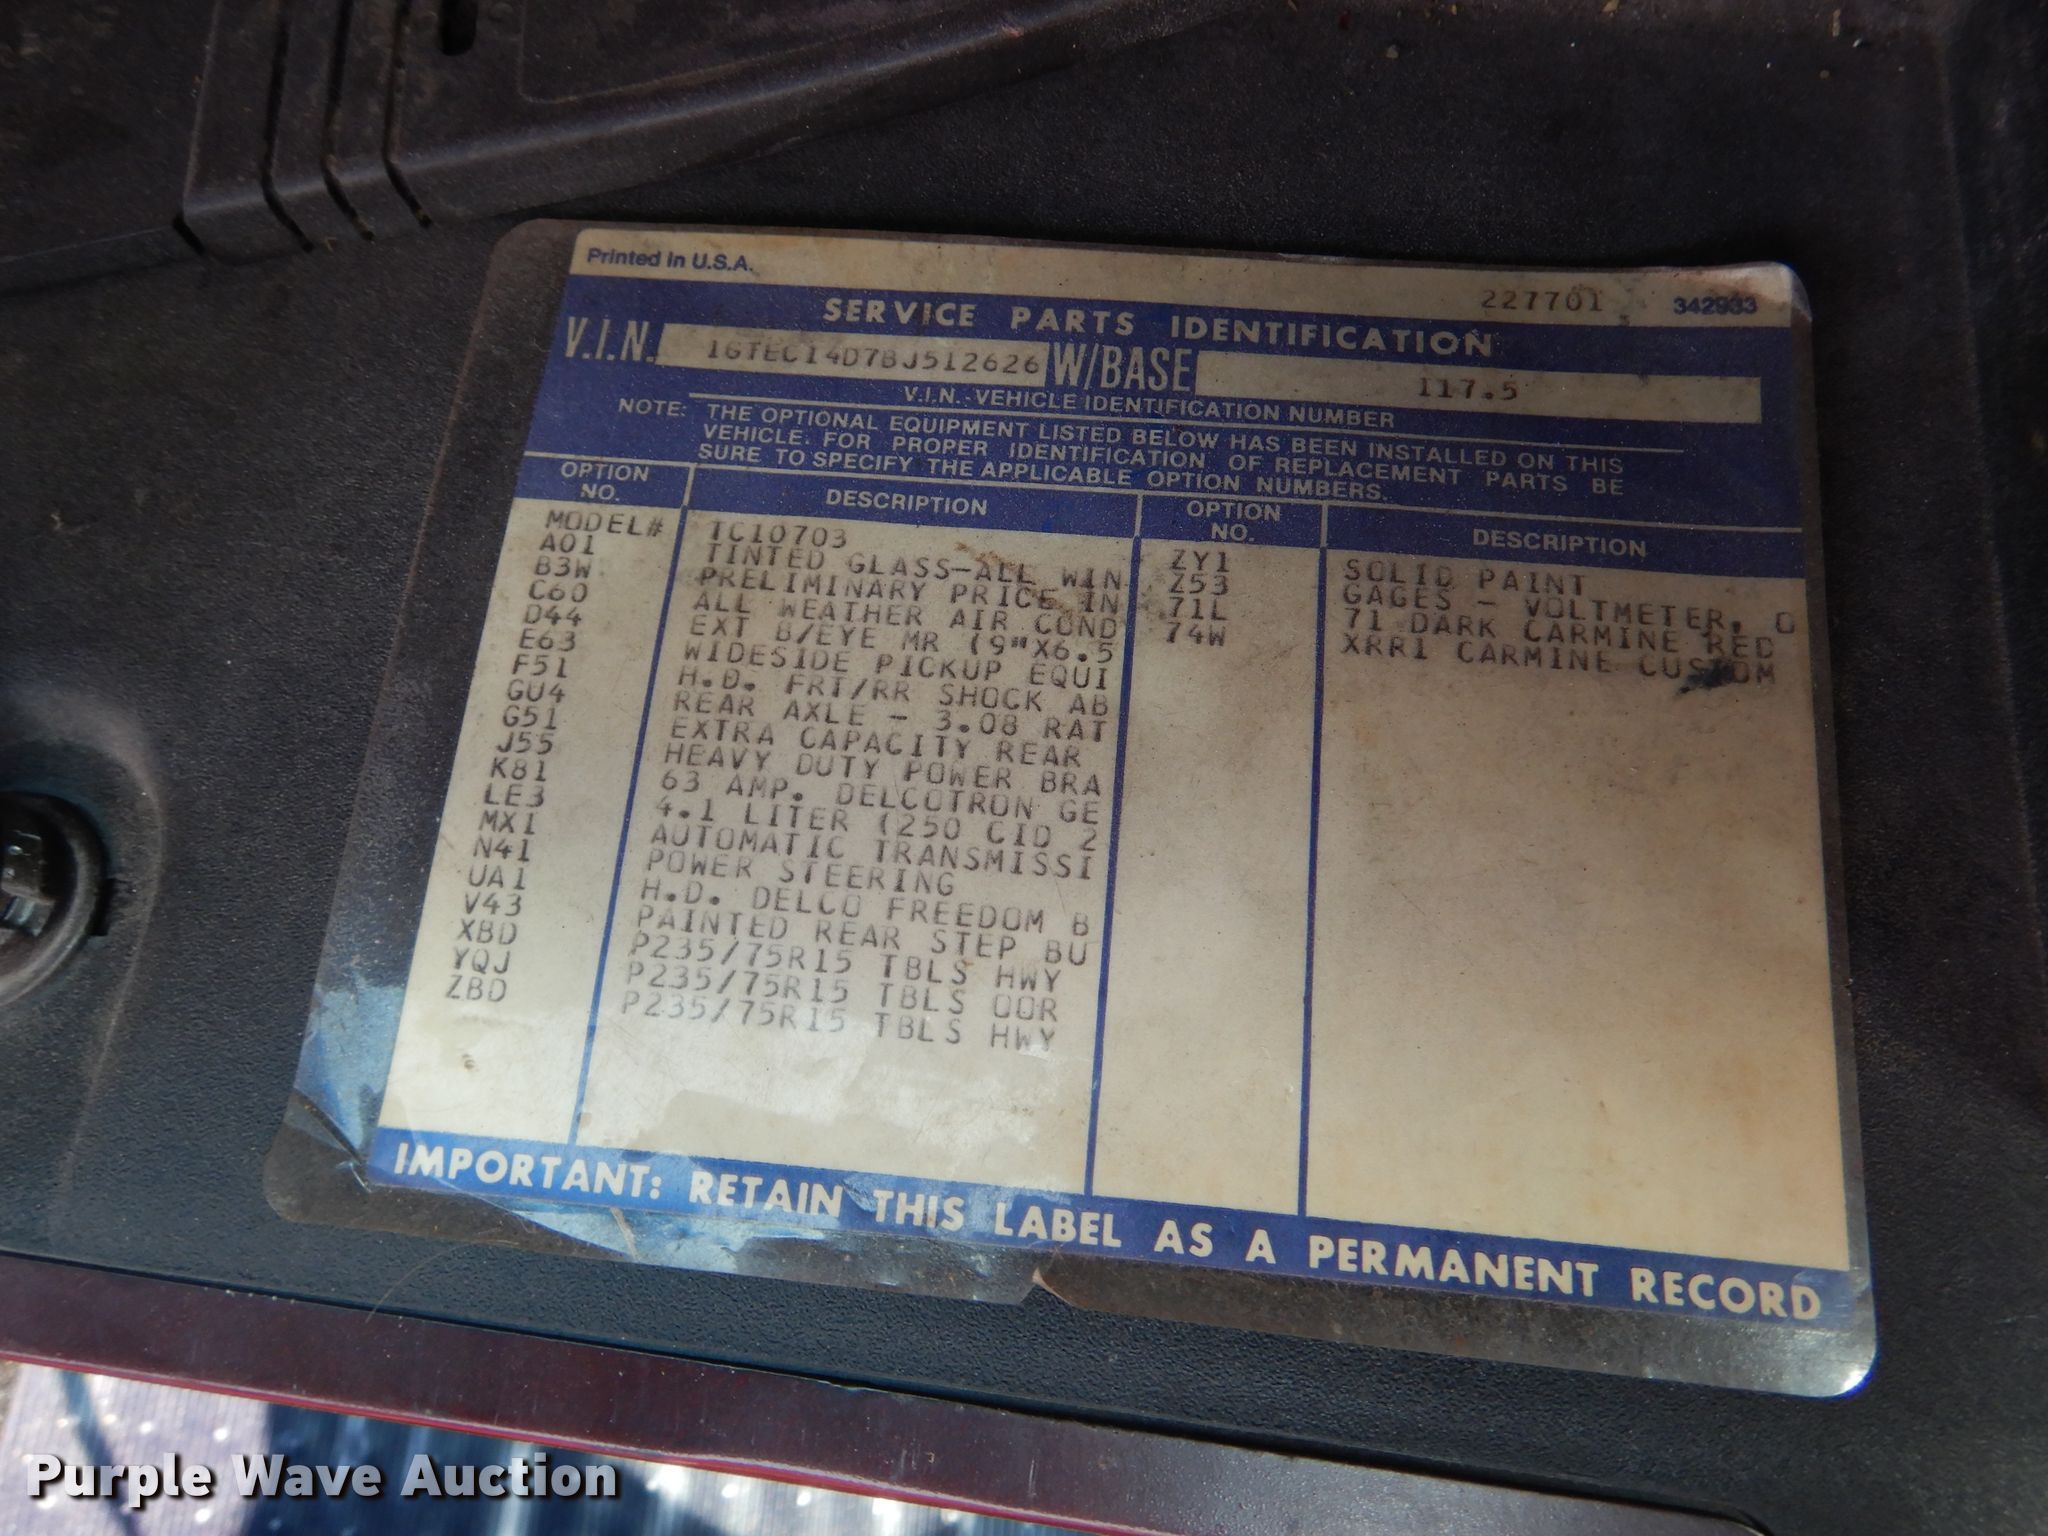 Printed in U.S.A.
227701 342933
SERVICE PARTS IDENTIFICATION
V.I.N. 1GTEC14D7BJ512626 W/BASE 117.5
V.I.N.-VEHICLE IDENTIFICATION NUMBER
NOTE: THE OPTIONAL EQUIPMENT LISTED BELOW HAS BEEN INSTALLED ON THIS
VEHICLE. FOR PROPER IDENTIFICATION OF REPLACEMENT PARTS BE
SURE TO SPECIFY THE APPLICABLE OPTION NUMBERS.
OPTION NO. DESCRIPTION OPTION NO. DESCRIPTION
MODEL# TC10703
A01 TINTED GLASS-ALL WIN
B3W PRELIMINARY PRICE IN
C60 ALL WEATHER AIR COND
D44 EXT B/EYE MR (9"X6.5
E63 WIDESIDE PICKUP EQUI
F51 H.D. FRT/RR SHOCK AB
GU4 REAR AXLE - 3.08 RAT
G51 EXTRA CAPACITY REAR
J55 HEAVY DUTY POWER BRA
K81 63 AMP. DELCOTRON GE
LE3 4.1 LITER (250 CID 2
MX1 AUTOMATIC TRANSMISSI
N41 POWER STEERING
UA1 H.D. DELCO FREEDOM B
V43 PAINTED REAR STEP BU
XBD P235/75R15 TBLS HWY
YQJ P235/75R15 TBLS OOR
ZBD P235/75R15 TBLS HWY
ZY1 SOLID PAINT
Z53 GAGES - VOLTMETER, O
71L 71 DARK CARMINE RED
74W XRR1 CARMINE CUSTOM
IMPORTANT: RETAIN THIS LABEL AS A PERMANENT RECORD
Purple Wave Auction